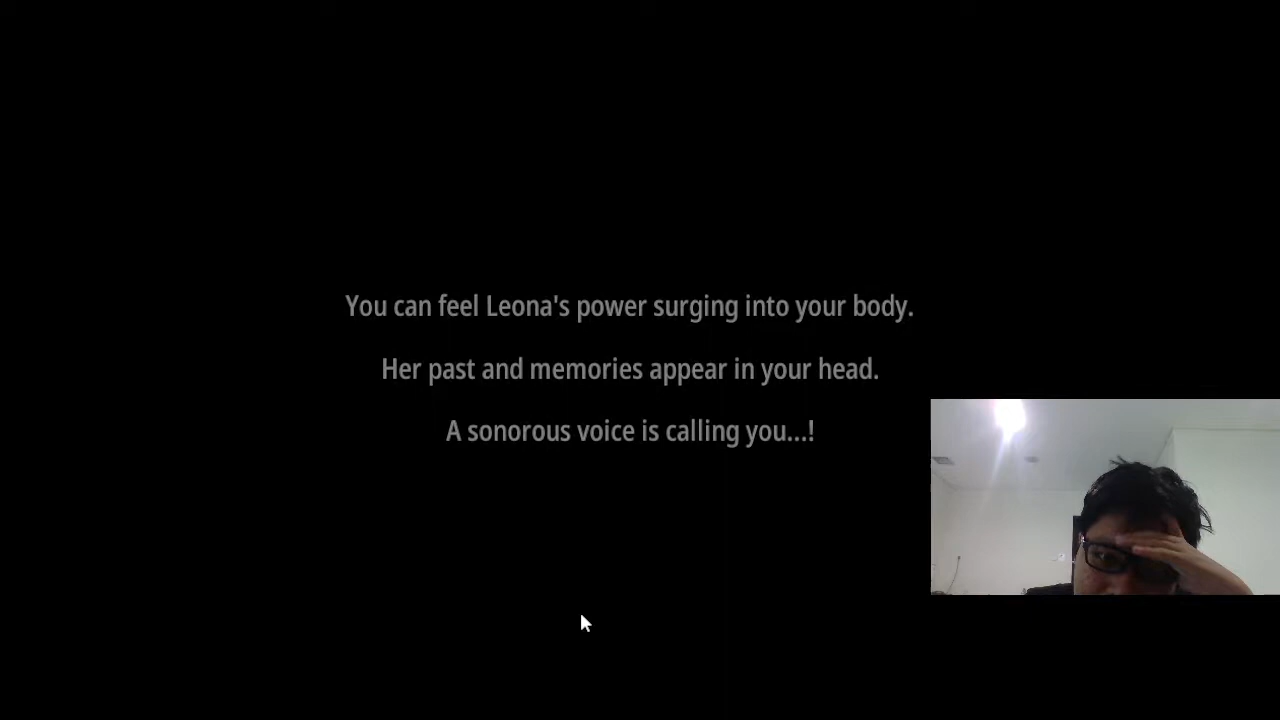 You can feel Leona's power surging into your body.
Her past and memories appear in your head.
A sonorous voice is calling you...!